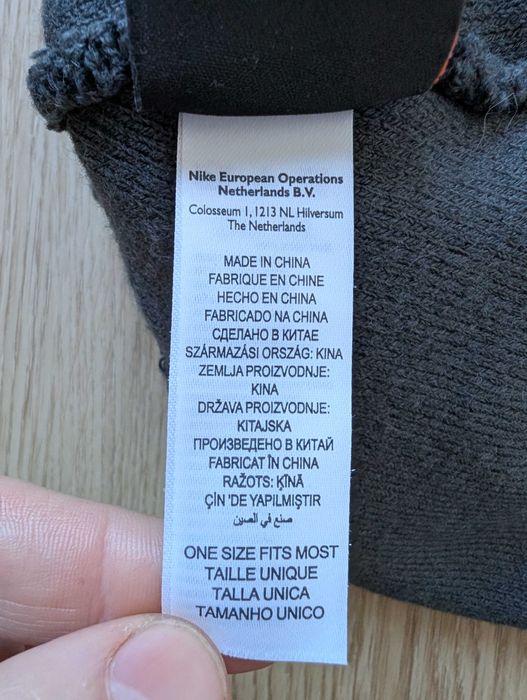 Nike European Operations
Netherlands B.V.
Colosseum 1, 1213 NL Hilversum
The Netherlands
MADE IN CHINA
FABRIQUE EN CHINE
HECHO EN CHINA
FABRICADO NA CHINA
СДЕЛАНО В КИТАЕ
SZÁRMAZÁSI ORSZÁG: KINA
ZEMLJA PROIZVODNJE:
KINA
DRŽAVA PROIZVODNJE:
KITAJSKA
ПРОИЗВЕДЕНО В КИТАЙ
FABRICAT ÎN CHINA
RAŽOTS: ĶĪNĀ
ÇİN 'DE YAPILMIŞTIR
صنع في الصين
ONE SIZE FITS MOST
TAILLE UNIQUE
TALLA UNICA
TAMANHO UNICO